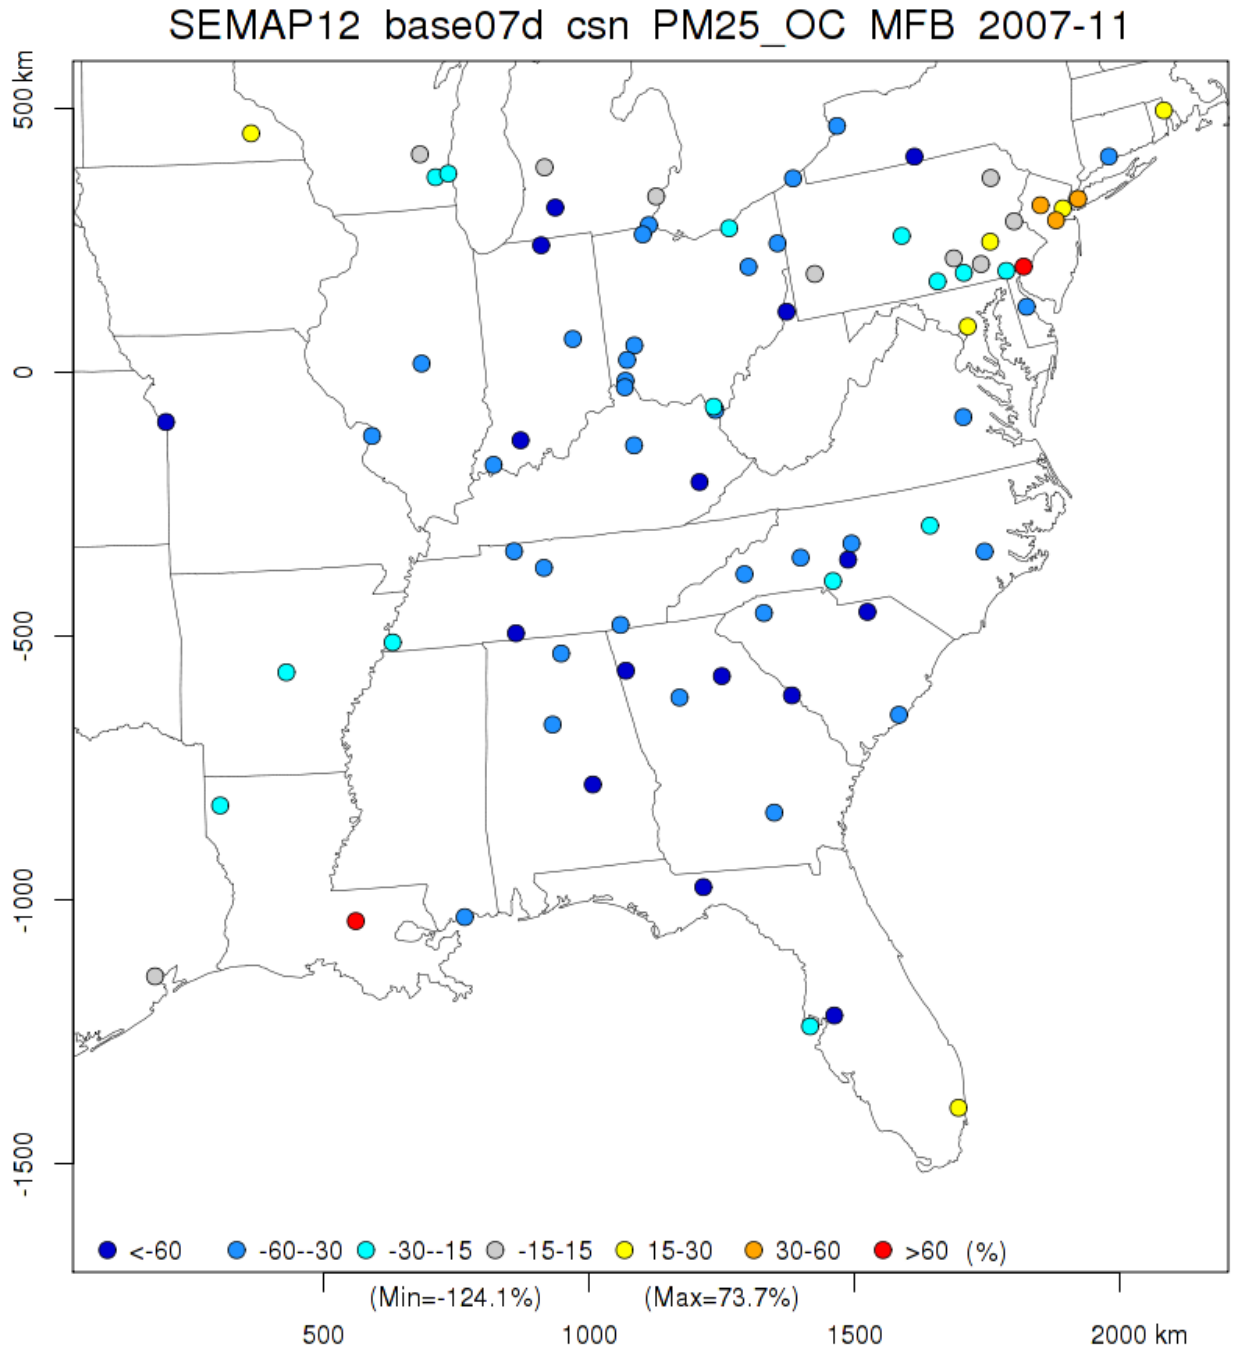 SEMAP12 base07d csn PM25_OC MFB 2007-11
500 km
0
-500
-1000
-1500
<-60 -60--30 -30--15 -15-15 15-30 30-60 >60 (%)
(Min=-124.1%) (Max=73.7%)
500 1000 1500 2000 km